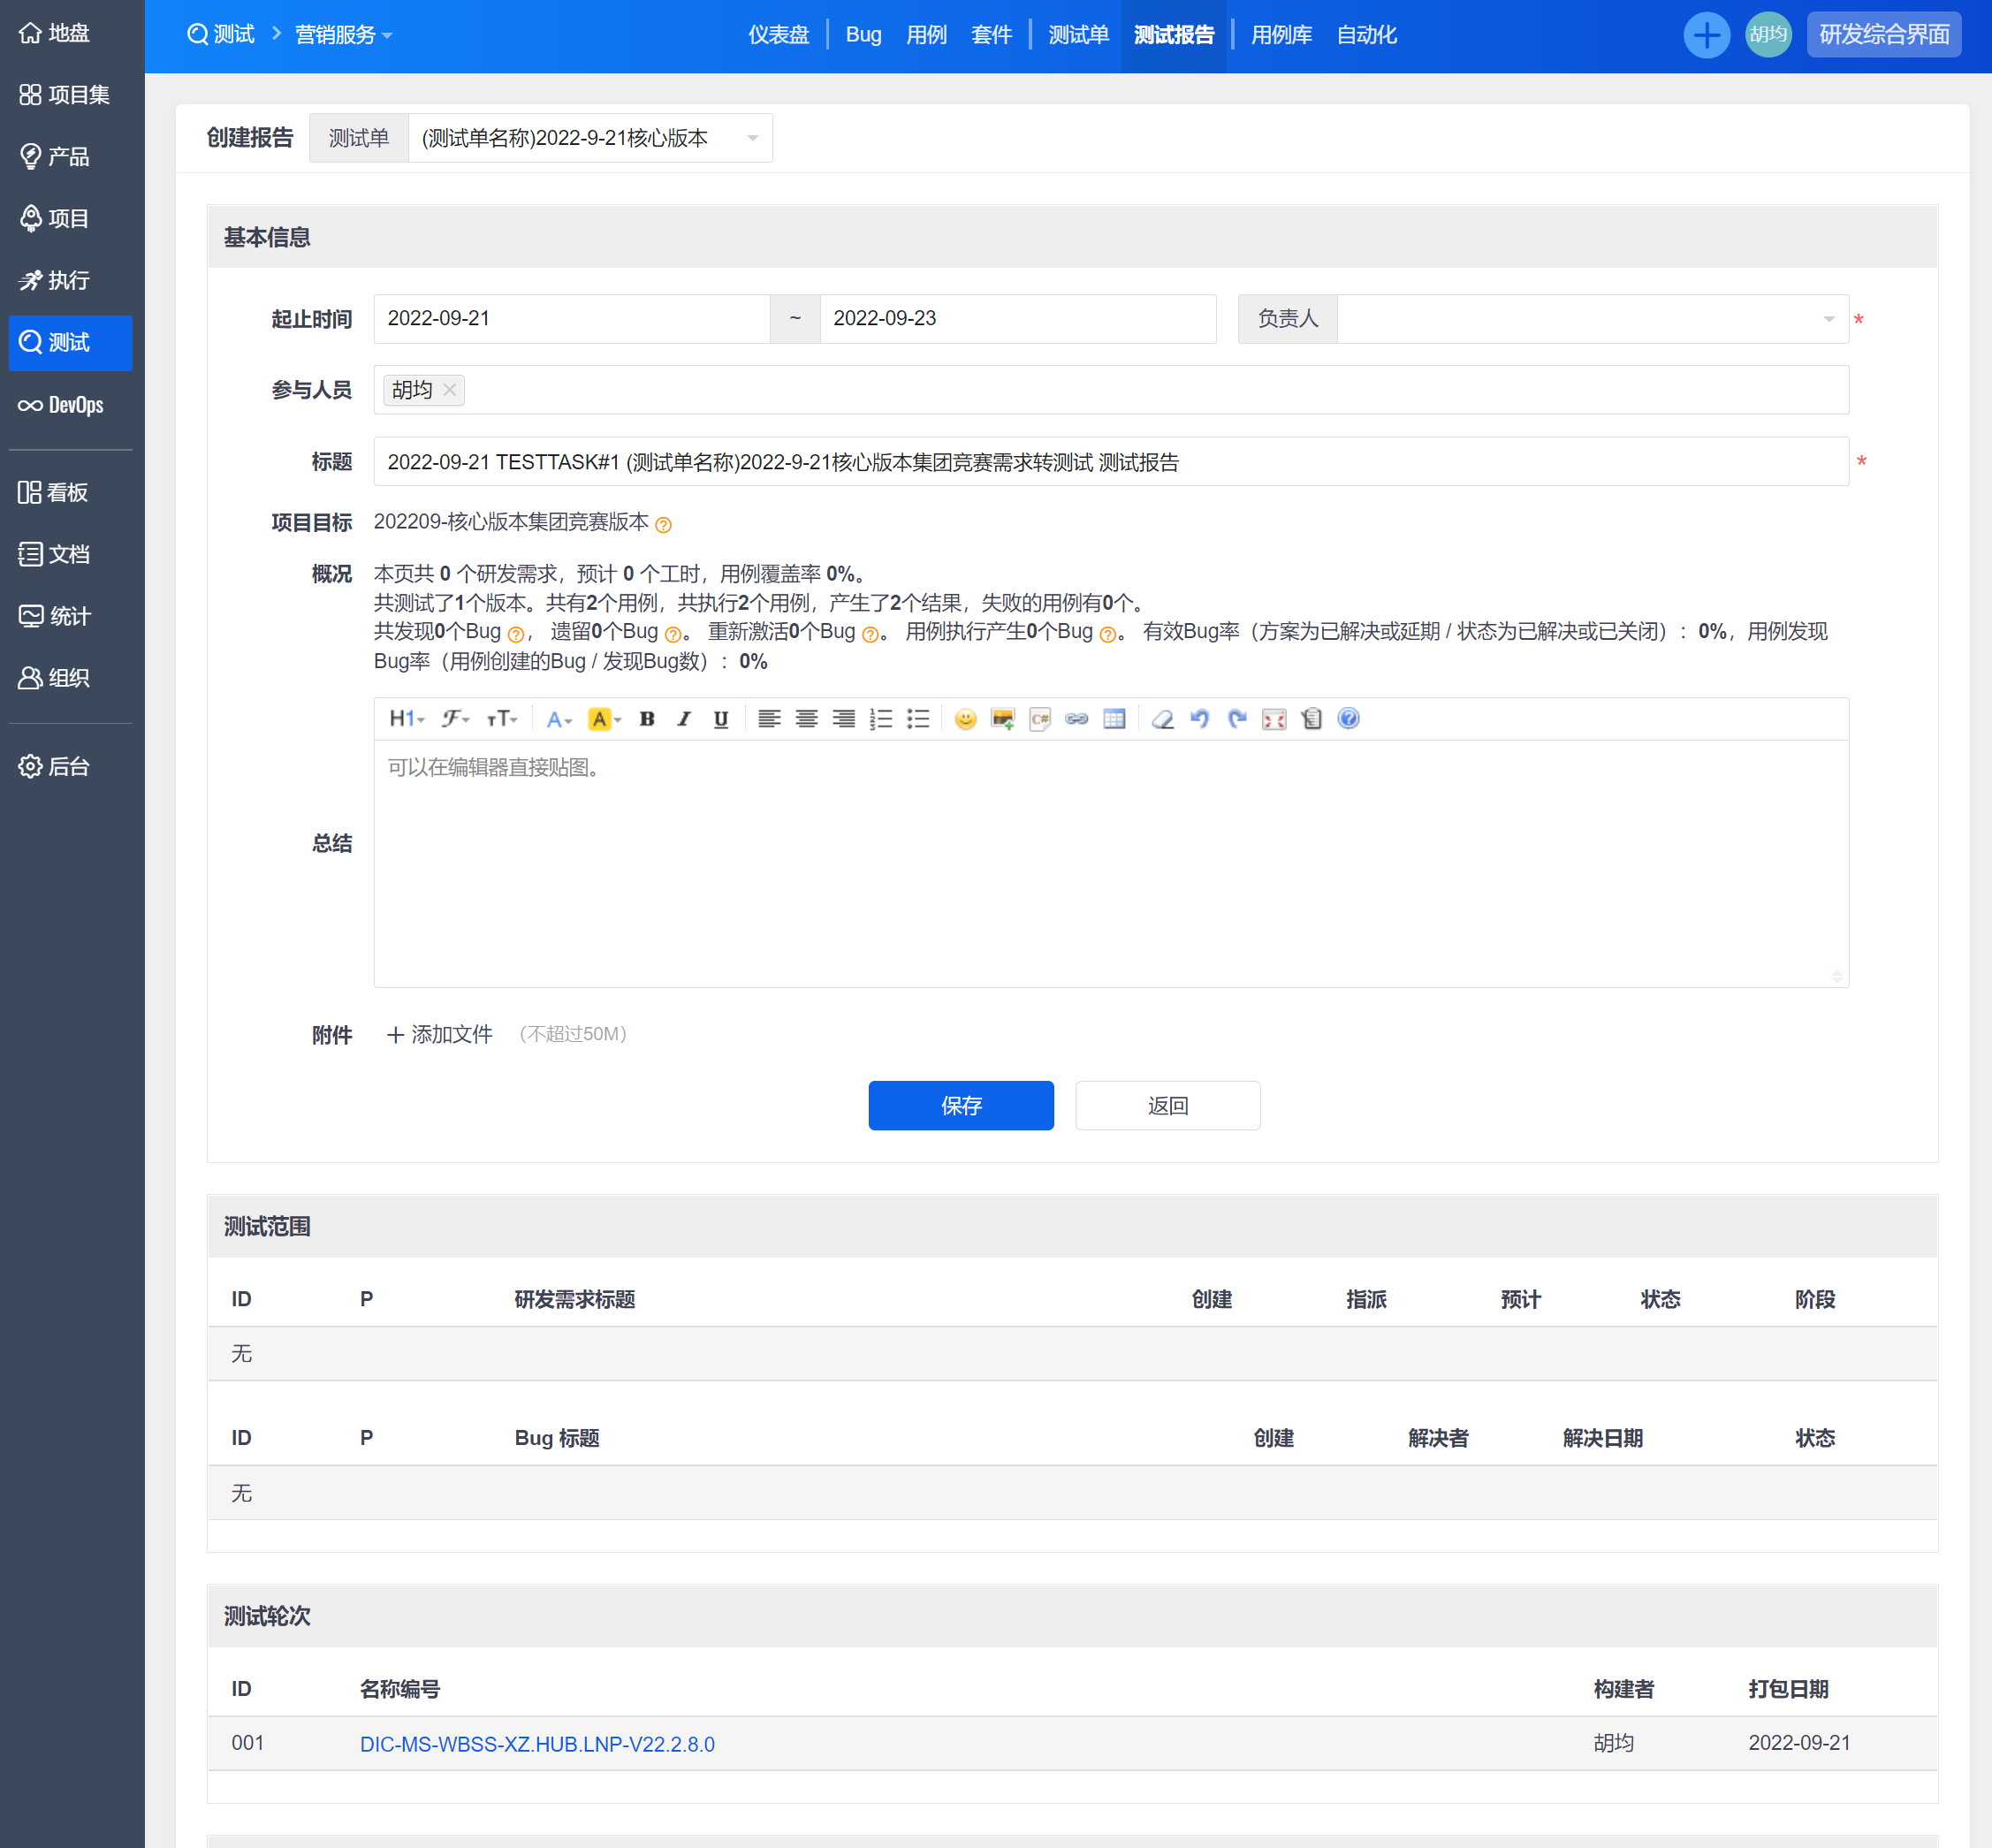 地盘
项目集
产品
项目
执行
测试
DevOps
看板
文档
统计
组织
后台
测试 > 营销服务
仪表盘 | Bug 用例 套件 | 测试单 测试报告 | 用例库 自动化
胡均 研发综合界面
创建报告 测试单 (测试单名称)2022-9-21核心版本
基本信息
起止时间 2022-09-21 ~ 2022-09-23 负责人 *
参与人员 胡均 ×
标题 2022-09-21 TESTTASK#1 (测试单名称)2022-9-21核心版本集团竞赛需求转测试 测试报告 *
项目目标 202209-核心版本集团竞赛版本
概况 本页共 0 个研发需求，预计 0 个工时，用例覆盖率 0%。
共测试了1个版本。共有2个用例，共执行2个用例，产生了2个结果，失败的用例有0个。
共发现0个Bug ?， 遗留0个Bug ?。 重新激活0个Bug ?。 用例执行产生0个Bug ?。 有效Bug率（方案为已解决或延期 / 状态为已解决或已关闭）：0%，用例发现
Bug率（用例创建的Bug / 发现Bug数）：0%
H1 F тT A A B I U
可以在编辑器直接贴图。
总结
附件 + 添加文件 （不超过50M）
保存 返回
测试范围
ID P 研发需求标题 创建 指派 预计 状态 阶段
无
ID P Bug 标题 创建 解决者 解决日期 状态
无
测试轮次
ID 名称编号 构建者 打包日期
001 DIC-MS-WBSS-XZ.HUB.LNP-V22.2.8.0 胡均 2022-09-21